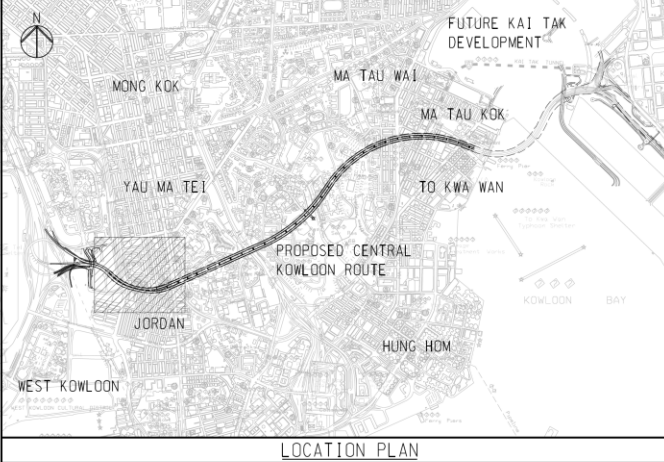 N
FUTURE KAI TAK
DEVELOPMENT
MONG KOK
MA TAU WAI
MA TAU KOK
YAU MA TEI
TO KWA WAN
PROPOSED CENTRAL
KOWLOON ROUTE
KOWLOON BAY
JORDAN
HUNG HOM
WEST KOWLOON
LOCATION PLAN